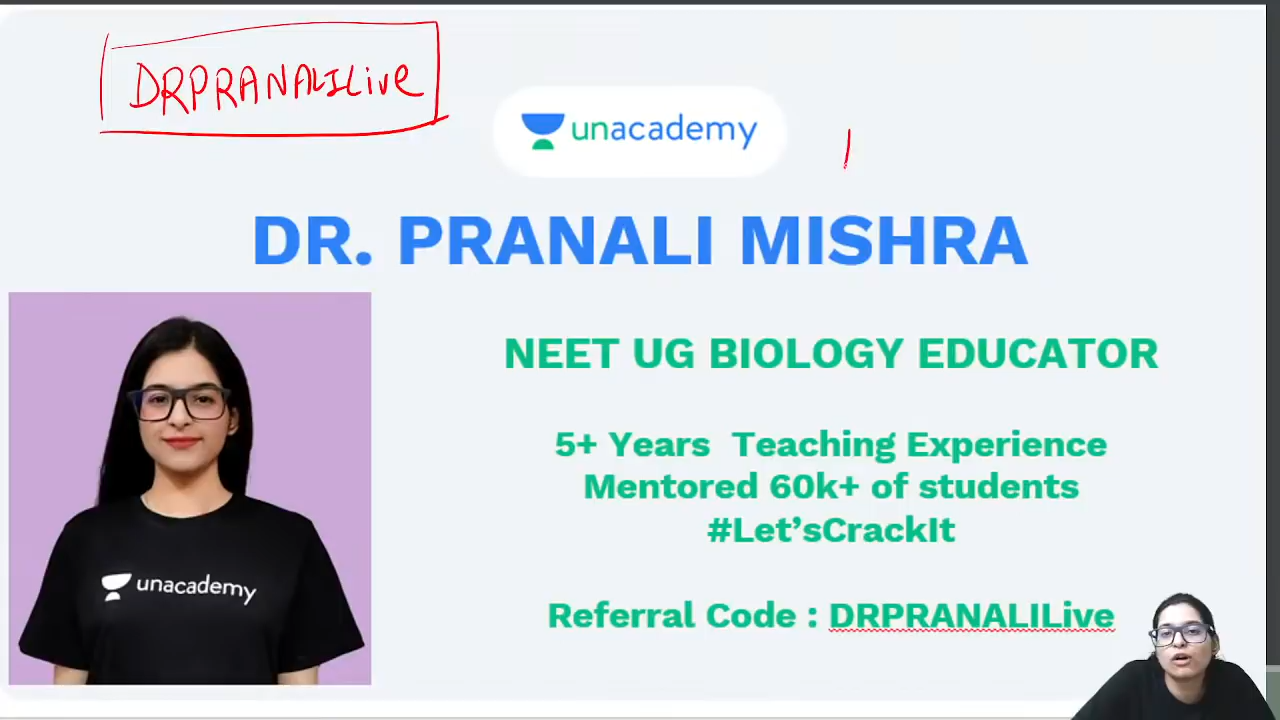 DRPRANALILive
unacademy
DR. PRANALI MISHRA
NEET UG BIOLOGY EDUCATOR
5+ Years Teaching Experience
Mentored 60k+ of students
#Let'sCrackIt
unacademy
Referral Code : DRPRANALILive